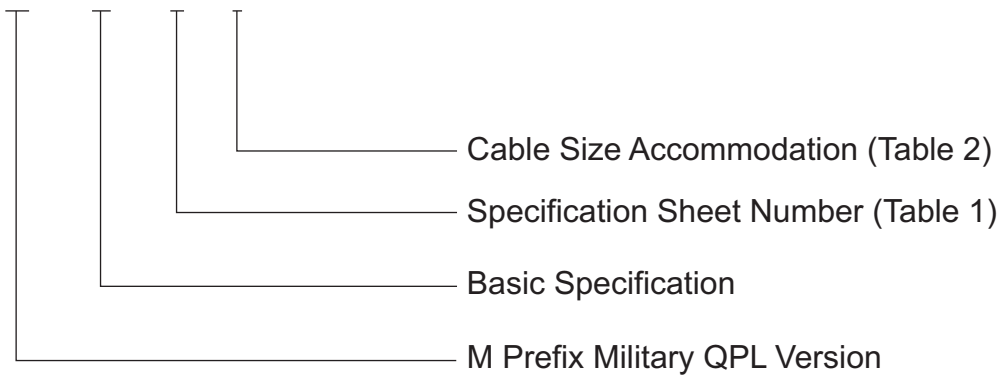 Cable Size Accommodation (Table 2)
Specification Sheet Number (Table 1)
Basic Specification
M Prefix Military QPL Version